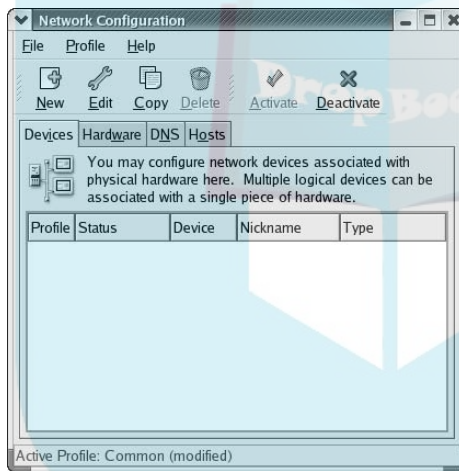 Network Configuration
File Profile Help
New Edit Copy Delete Activate Deactivate
Devices Hardware DNS Hosts
You may configure network devices associated with
physical hardware here. Multiple logical devices can be
associated with a single piece of hardware.
Profile Status Device Nickname Type
Active Profile: Common (modified)